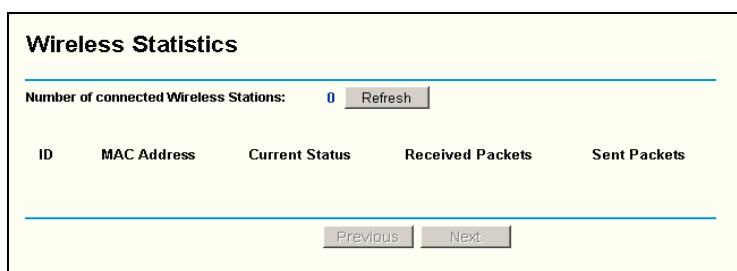 Wireless Statistics
Number of connected Wireless Stations: 0 Refresh
ID MAC Address Current Status Received Packets Sent Packets
Previous Next